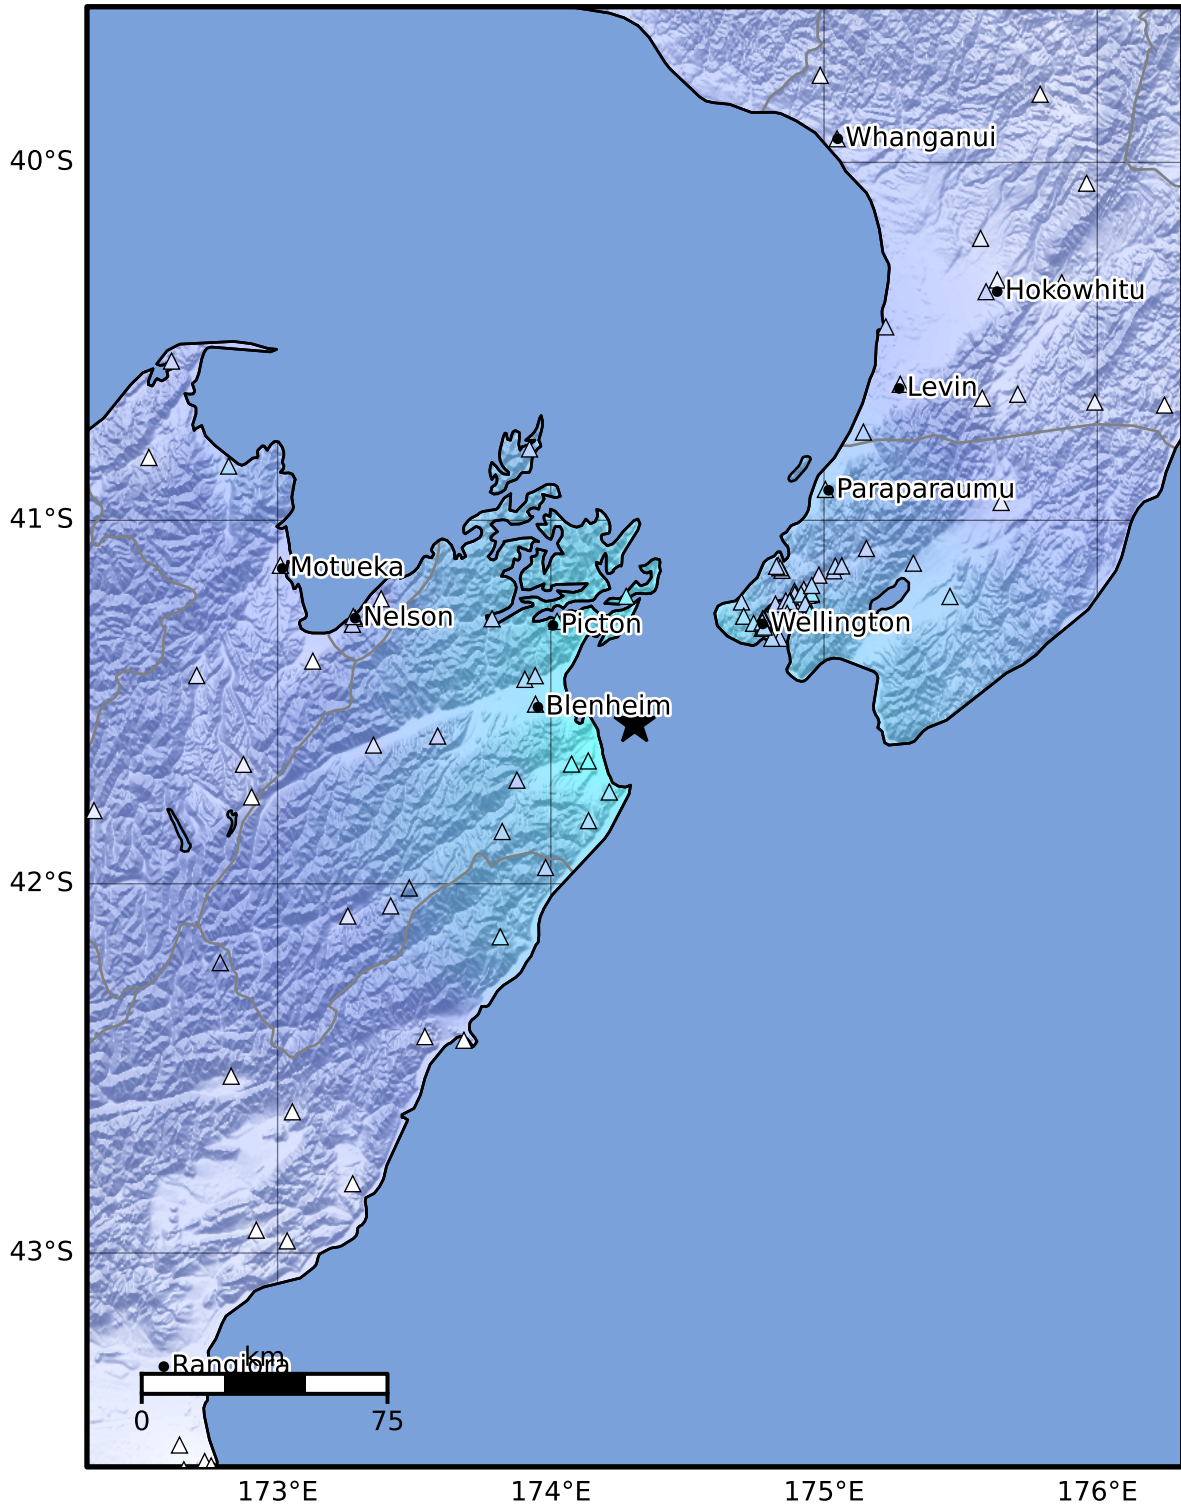 Whanganui
40°S
Hokowhitu
Levin
Paraparaumu
41°S
Motueka
Nelson
Picton
Wellington
Blenheim
42°S
43°S
km
Rangiora
0
75
173°E
174°E
175°E
176°E